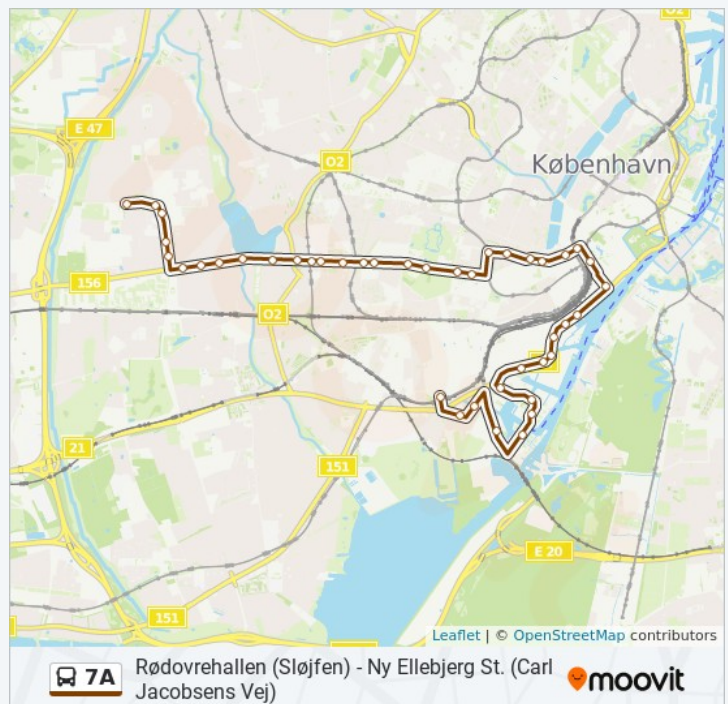 O2
E 47
O2
København
156
O2
21
151
E 20
151
Leaflet | © OpenStreetMap contributors
7A
Rødovrehallen (Sløjfen) - Ny Ellebjerg St. (Carl
Jacobsens Vej)
moovit